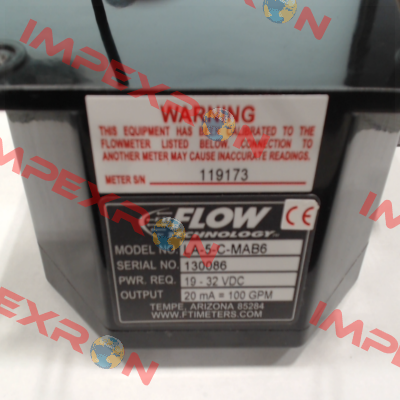 WARNING
THIS EQUIPMENT HAS BEEN CALIBRATED TO THE
FLOWMETER LISTED BELOW. CONNECTION TO
ANOTHER METER MAY CAUSE INACCURATE READINGS.
METER S/N 119173
FLOW CE
TECHNOLOGY
MODEL NO. LA-5-C-MAB6
SERIAL NO. 130086
PWR. REQ. 19 - 32 VDC
OUTPUT 20 mA = 100 GPM
TEMPE, ARIZONA 85284
WWW.FTIMETERS.COM
IMPEXRON
IMPEXRON
IMPEXRON